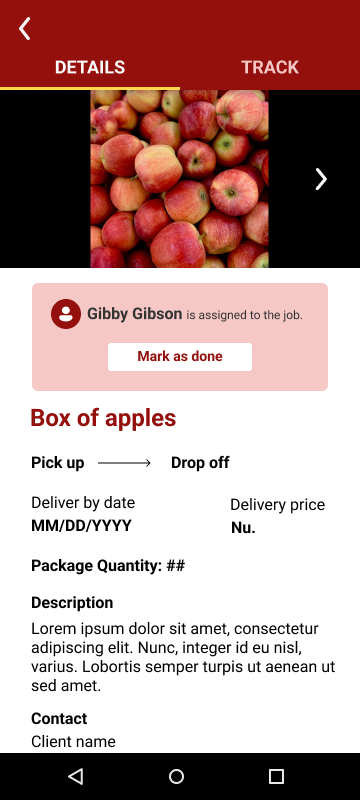 DETAILS TRACK
Gibby Gibson is assigned to the job.
Mark as done
Box of apples
Pick up Drop off
Deliver by date Delivery price
MM/DD/YYYY Nu.
Package Quantity: ##
Description
Lorem ipsum dolor sit amet, consectetur
adipiscing elit. Nunc, integer id eu nisl,
varius. Lobortis semper turpis ut aenean ut
sed amet.
Contact
Client name